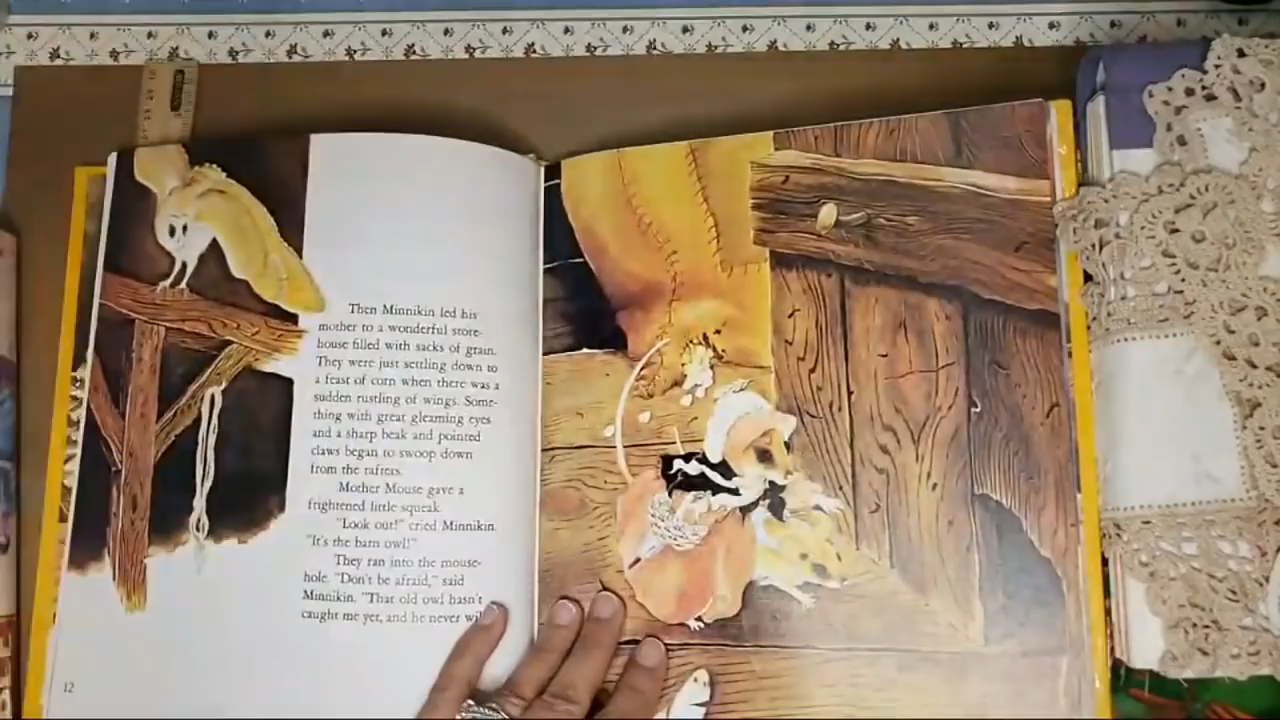 Then Minnikin led his
mother to a wonderful store-
house filled with sacks of grain.
They were just settling down to
a feast of corn when there was a
sudden rustling of wings. Some-
thing with great gleaming eyes
and a sharp beak and pointed
claws began to swoop down
from the rafters.
Mother Mouse gave a
frightened little squeak.
"Look out!" cried Minnikin.
"It's the barn owl!"
They ran into the mouse-
hole. "Don't be afraid," said
Minnikin. "That old owl hasn't
caught me yet, and he never
12